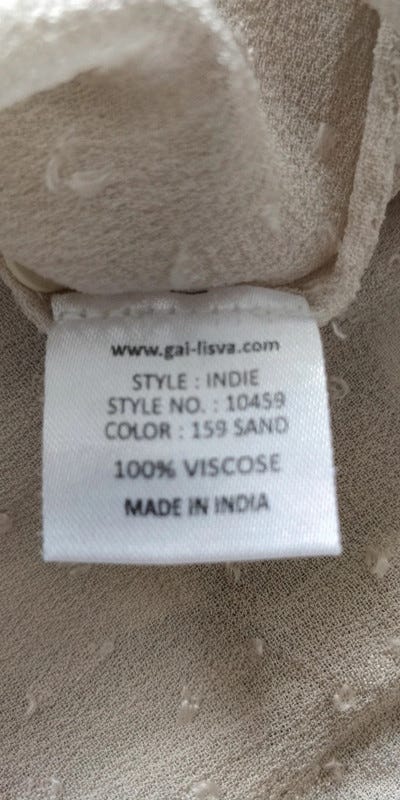 www.gai-lisva.com
STYLE : INDIE
STYLE NO. : 10459
COLOR : 159 SAND
100% VISCOSE
MADE IN INDIA